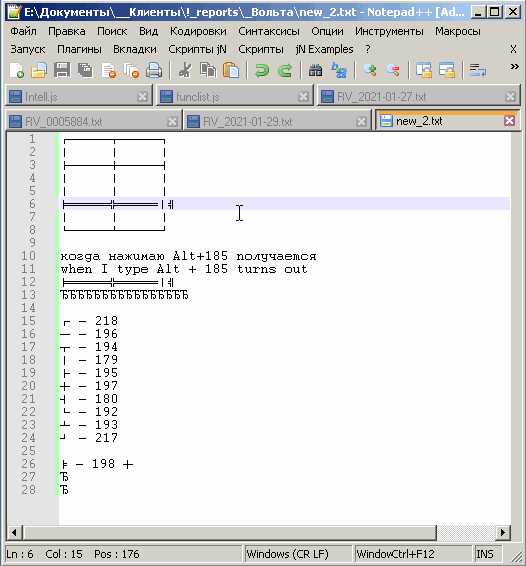 E:\Документы\__Клиенты\!_reports\_Вольта\new_2.txt - Notepad++ [Ad...
Файл Правка Поиск Вид Кодировки Синтаксисы Опции Инструменты Макросы
Запуск Плагины Вкладки Скрипты jN Скрипты jN Examples ? X
Intell.js funclist.js RV_2021-01-27.txt
RV_0005884.txt RV_2021-01-29.txt new_2.txt
1 ┌─────┬─────┐
2 │ │ │
3 ├─────┼─────┤
4 │ │ │
5 │ │ │
6 ╞═════╬═════│╣
7 │ │ │
8 └─────┴─────┘
9
10 когда нажимаю Alt+185 получается
11 when I type Alt + 185 turns out
12 ╞═════╬═════│╣
13 ЂЂЂЂЂЂЂЂЂЂЂЂЂЂЂЂ
14
15 ┌ - 218
16 ─ - 196
17 ┬ - 194
18 │ - 179
19 ├ - 195
20 ┼ - 197
21 ┤ - 180
22 └ - 192
23 ┴ - 193
24 ┘ - 217
25
26 ╞ - 198 ┼
27 Ђ
28 Ђ
Ln : 6 Col : 15 Pos : 176 Windows (CR LF) WindowCtrl+F12 INS